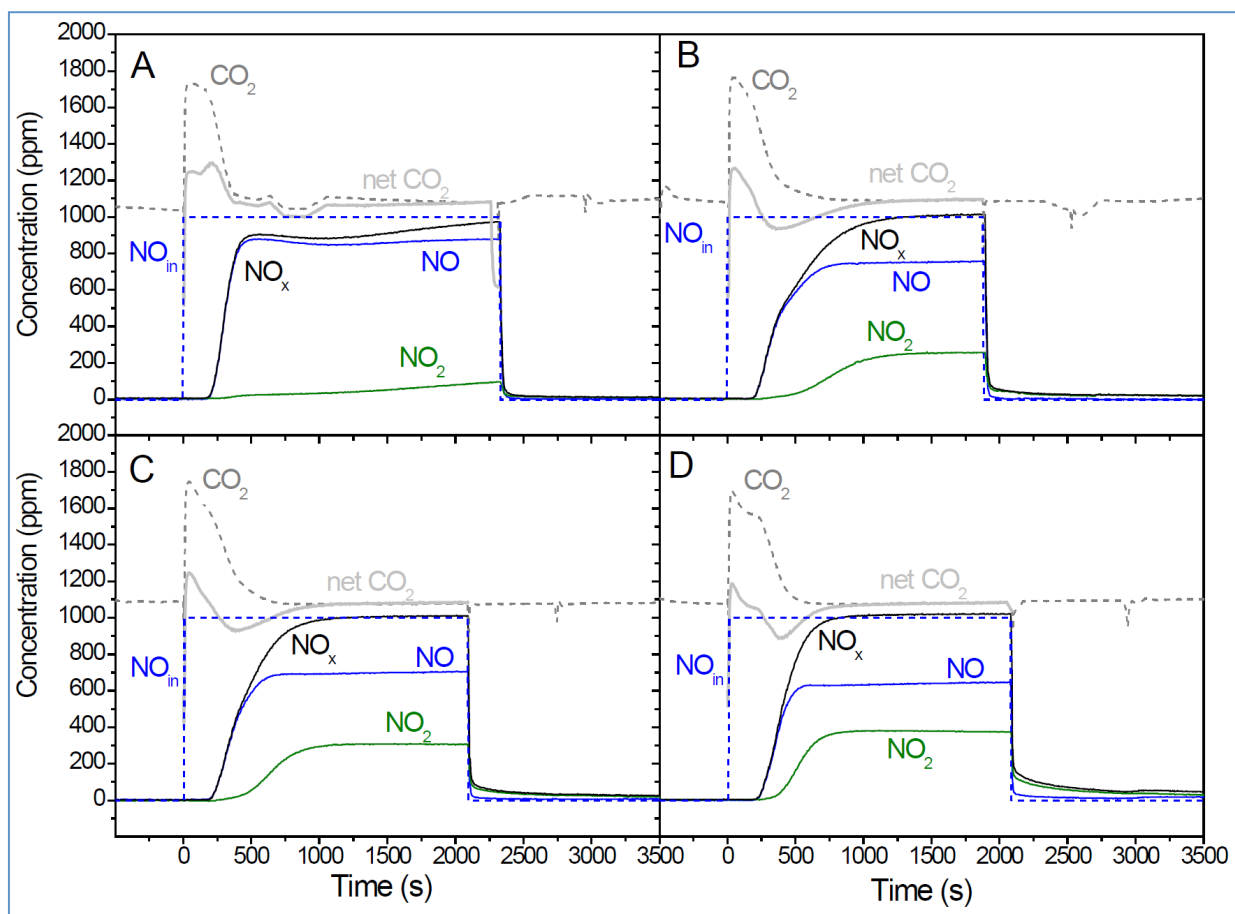 A
B
CO2
CO2
net CO2
net CO2
NOin
NOx
NO
NO2
NOin
NOx
NO
NO2
Concentration (ppm)
2000
1800
1600
1400
1200
1000
800
600
400
200
0
2000
C
D
CO2
CO2
net CO2
net CO2
NOin
NOx
NO
NO2
NOin
NOx
NO
NO2
Concentration (ppm)
1800
1600
1400
1200
1000
800
600
400
200
0
0 500 1000 1500 2000 2500 3000 3500
0 500 1000 1500 2000 2500 3000 3500
Time (s)
Time (s)